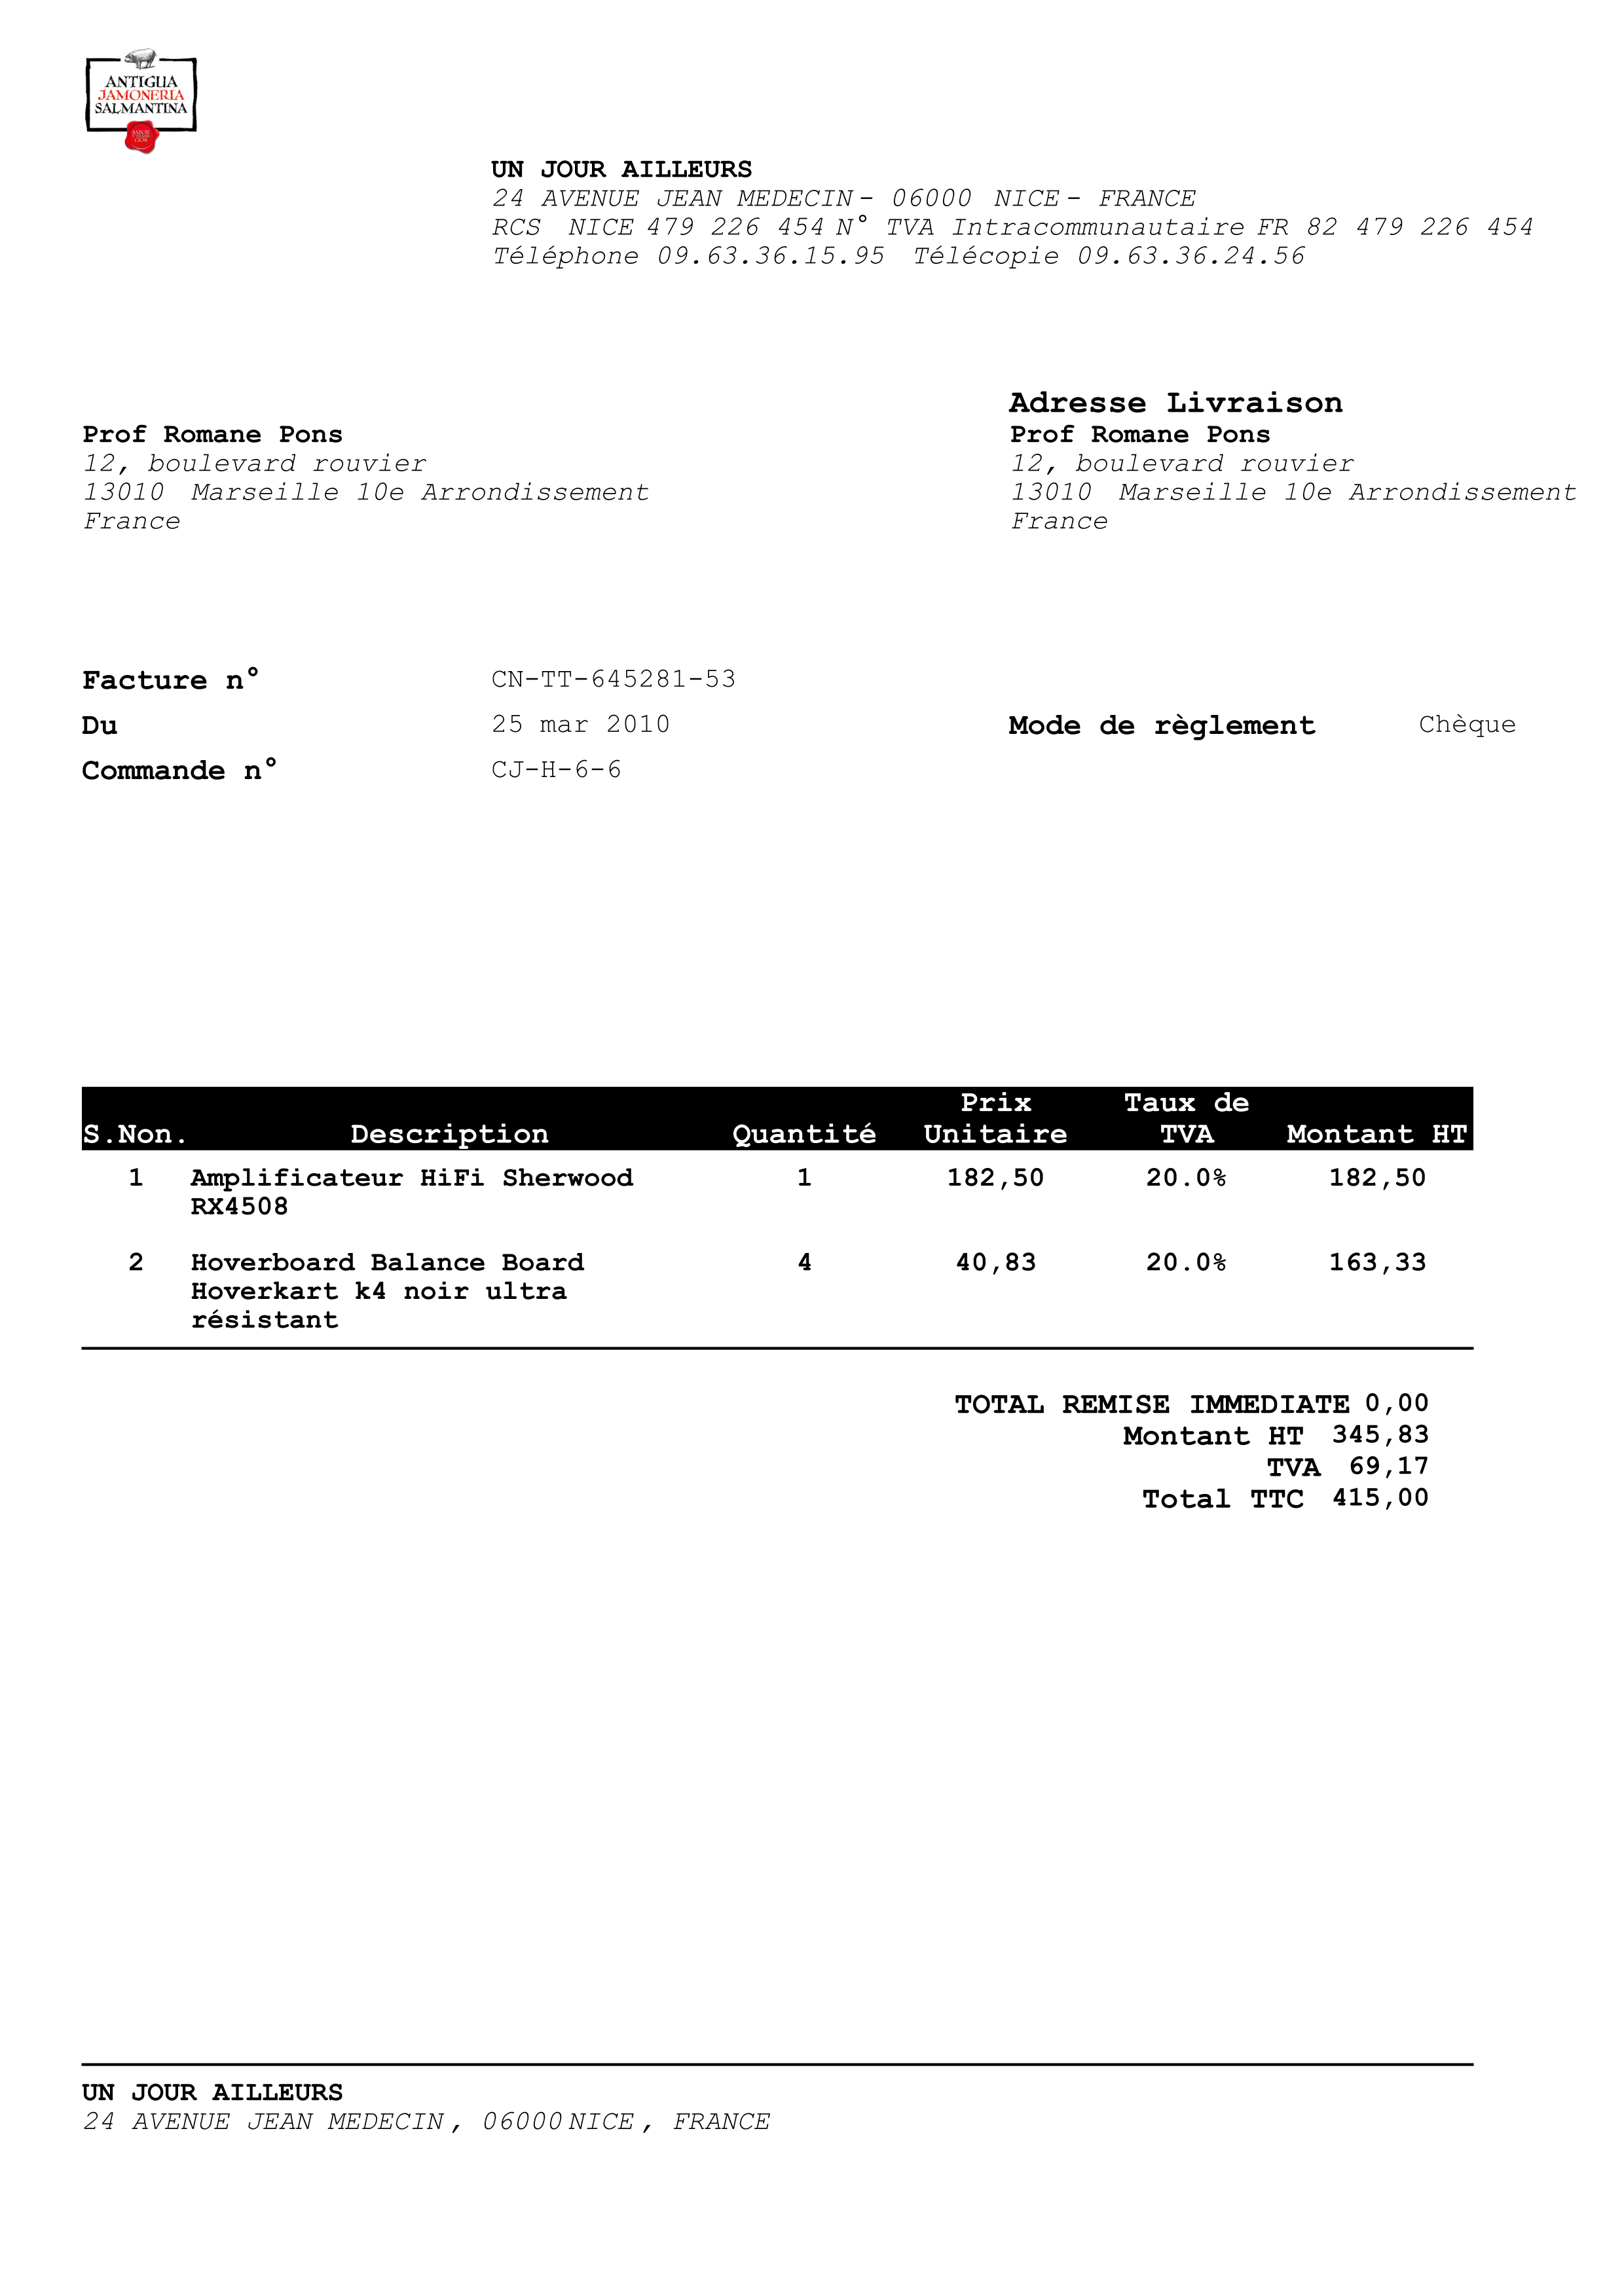 ANTIGUA
JAMONERIA
SALMANTINA
UN JOUR AILLEURS
24 AVENUE JEAN MEDECIN - 06000 NICE - FRANCE
RCS NICE 479 226 454 N° TVA Intracommunautaire FR 82 479 226 454
Téléphone 09.63.36.15.95 Télécopie 09.63.36.24.56
Adresse Livraison
Prof Romane Pons
12, boulevard rouvier
13010 Marseille 10e Arrondissement
France
Prof Romane Pons
12, boulevard rouvier
13010 Marseille 10e Arrondissement
France
Facture n° CN-TT-645281-53
Du 25 mar 2010 Mode de règlement Chèque
Commande n° CJ-H-6-6
S.Non. Description Quantité Prix Unitaire Taux de TVA Montant HT
1 Amplificateur HiFi Sherwood 1 182,50 20.0% 182,50
RX4508
2 Hoverboard Balance Board 4 40,83 20.0% 163,33
Hoverkart k4 noir ultra
résistant
TOTAL REMISE IMMEDIATE 0,00
Montant HT 345,83
TVA 69,17
Total TTC 415,00
UN JOUR AILLEURS
24 AVENUE JEAN MEDECIN , 06000 NICE , FRANCE